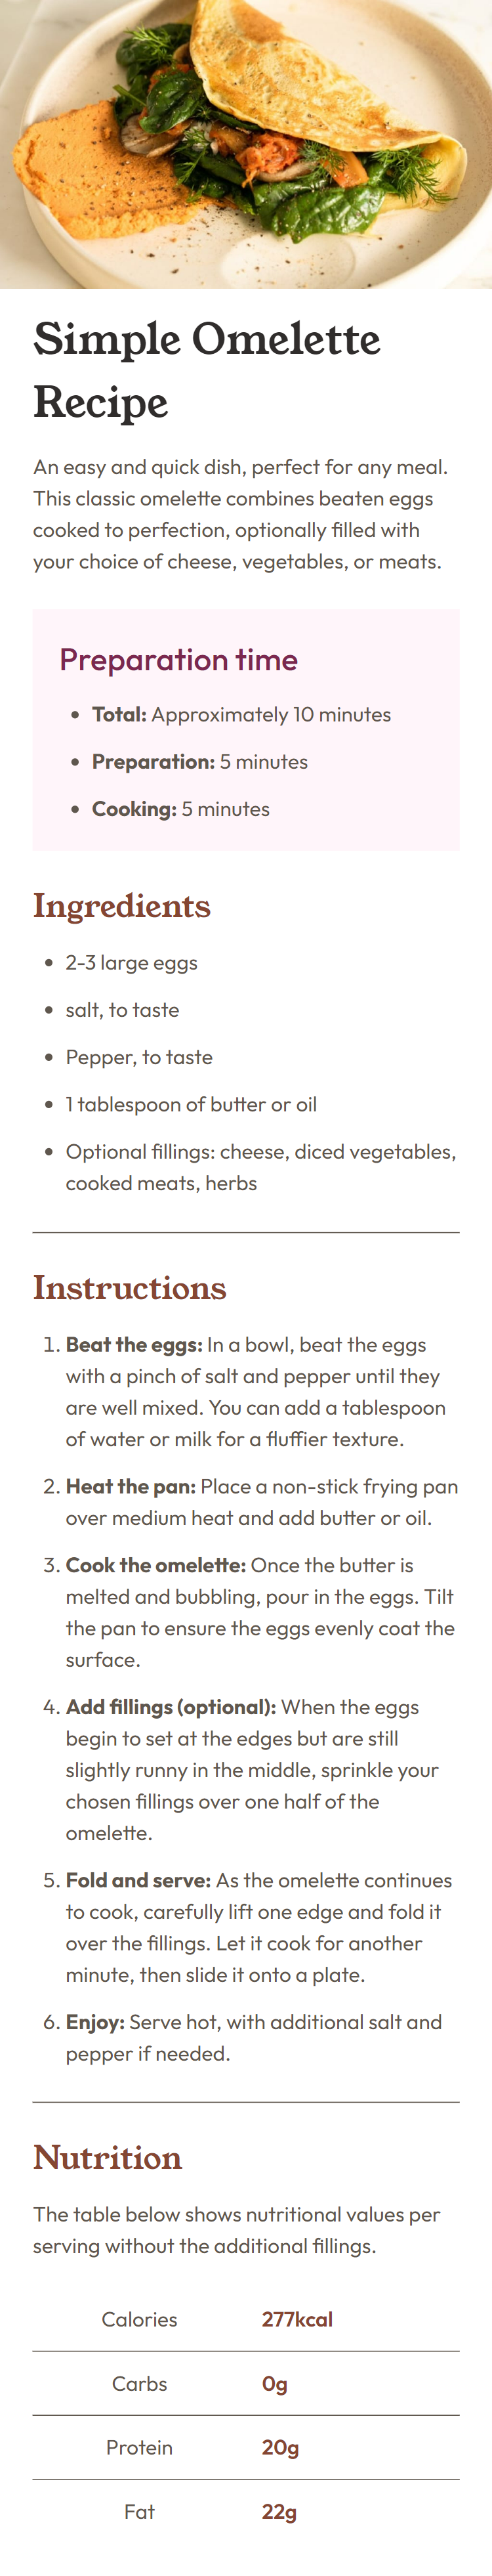 Simple Omelette
Recipe
An easy and quick dish, perfect for any meal.
This classic omelette combines beaten eggs
cooked to perfection, optionally filled with
your choice of cheese, vegetables, or meats.
Preparation time
• Total: Approximately 10 minutes
• Preparation: 5 minutes
• Cooking: 5 minutes
Ingredients
• 2-3 large eggs
• salt, to taste
• Pepper, to taste
• 1 tablespoon of butter or oil
• Optional fillings: cheese, diced vegetables,
cooked meats, herbs
Instructions
1. Beat the eggs: In a bowl, beat the eggs
with a pinch of salt and pepper until they
are well mixed. You can add a tablespoon
of water or milk for a fluffier texture.
2. Heat the pan: Place a non-stick frying pan
over medium heat and add butter or oil.
3. Cook the omelette: Once the butter is
melted and bubbling, pour in the eggs. Tilt
the pan to ensure the eggs evenly coat the
surface.
4. Add fillings (optional): When the eggs
begin to set at the edges but are still
slightly runny in the middle, sprinkle your
chosen fillings over one half of the
omelette.
5. Fold and serve: As the omelette continues
to cook, carefully lift one edge and fold it
over the fillings. Let it cook for another
minute, then slide it onto a plate.
6. Enjoy: Serve hot, with additional salt and
pepper if needed.
Nutrition
The table below shows nutritional values per
serving without the additional fillings.
Calories 277kcal
Carbs 0g
Protein 20g
Fat 22g